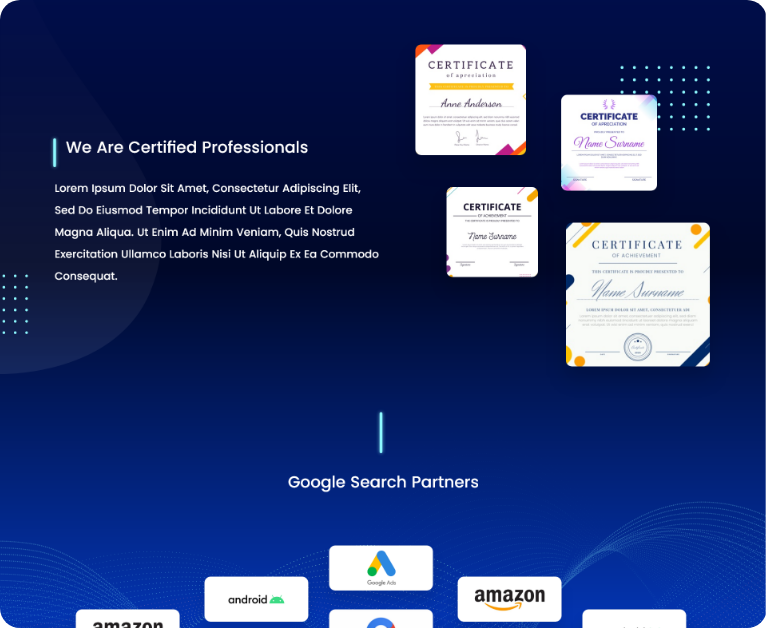 We Are Certified Professionals
Lorem Ipsum Dolor Sit Amet, Consectetur Adipiscing Elit,
Sed Do Eiusmod Tempor Incididunt Ut Labore Et Dolore
Magna Aliqua. Ut Enim Ad Minim Veniam, Quis Nostrud
Exercitation Ullamco Laboris Nisi Ut Aliquip Ex Ea Commodo
Consequat.
CERTIFICATE
of apreciation
Anne Anderson
CERTIFICATE
OF APRECIATION
Name Surname
CERTIFICATE
OF ACHIEVEMENT
Name Surname
CERTIFICATE
OF ACHIEVEMENT
THIS CERTIFICATE IS PROUDLY PRESENTED TO
Name Surname
LOREM IPSUM DOLOR SIT AMET, CONSECTETUER ADI
Google Search Partners
Google Ads
android
amazon
amazon